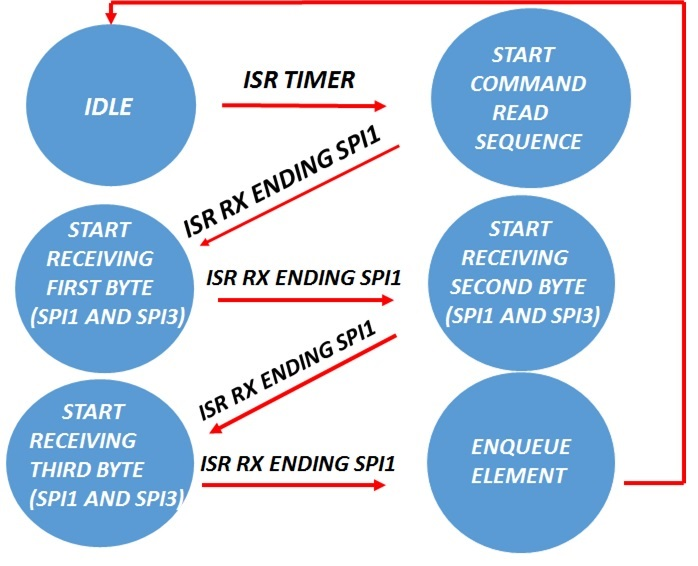 IDLE
ISR TIMER
START
COMMAND
READ
SEQUENCE
ISR RX ENDING SPI1
START
RECEIVING
FIRST BYTE
(SPI1 AND SPI3)
ISR RX ENDING SPI1
START
RECEIVING
SECOND BYTE
(SPI1 AND SPI3)
ISR RX ENDING SPI1
START
RECEIVING
THIRD BYTE
(SPI1 AND SPI3)
ISR RX ENDING SPI1
ENQUEUE
ELEMENT